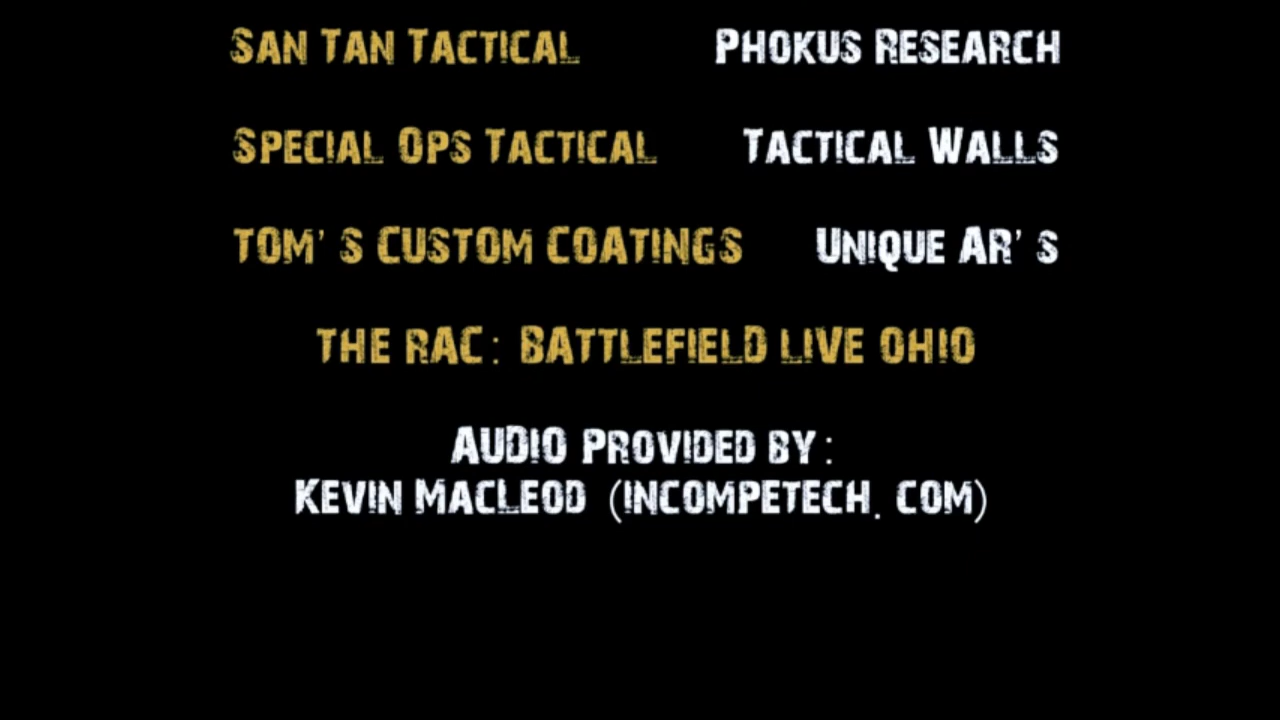 San Tan Tactical Phokus Research
Special Ops Tactical Tactical Walls
TOM'S CUSTOM COATINGS Unique AR's
THE RAC: BATTLEFIELD LIVE OHIO
AUDIO PROVIDED BY:
KEVIN MACLEOD (INCOMPETECH.COM)